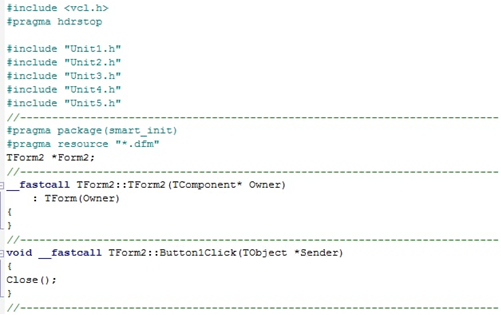 #include <vcl.h>
#pragma hdrstop
#include "Unit1.h"
#include "Unit2.h"
#include "Unit3.h"
#include "Unit4.h"
#include "Unit5.h"
//---------------------------------------------------------------------------
#pragma package(smart_init)
#pragma resource "*.dfm"
TForm2 *Form2;
//---------------------------------------------------------------------------
__fastcall TForm2::TForm2(TComponent* Owner)
    : TForm(Owner)
{
}
//---------------------------------------------------------------------------
void __fastcall TForm2::Button1Click(TObject *Sender)
{
Close();
}
//---------------------------------------------------------------------------